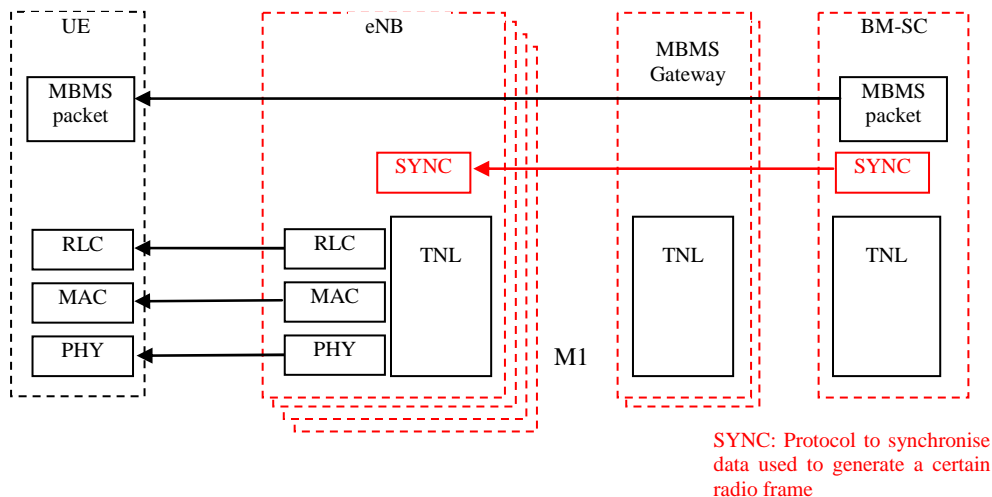 UE
eNB
MBMS
Gateway
BM-SC
MBMS
packet
MBMS
packet
SYNC
SYNC
RLC
RLC
TNL
TNL
TNL
MAC
MAC
PHY
PHY
M1
SYNC: Protocol to synchronise
data used to generate a certain
radio frame